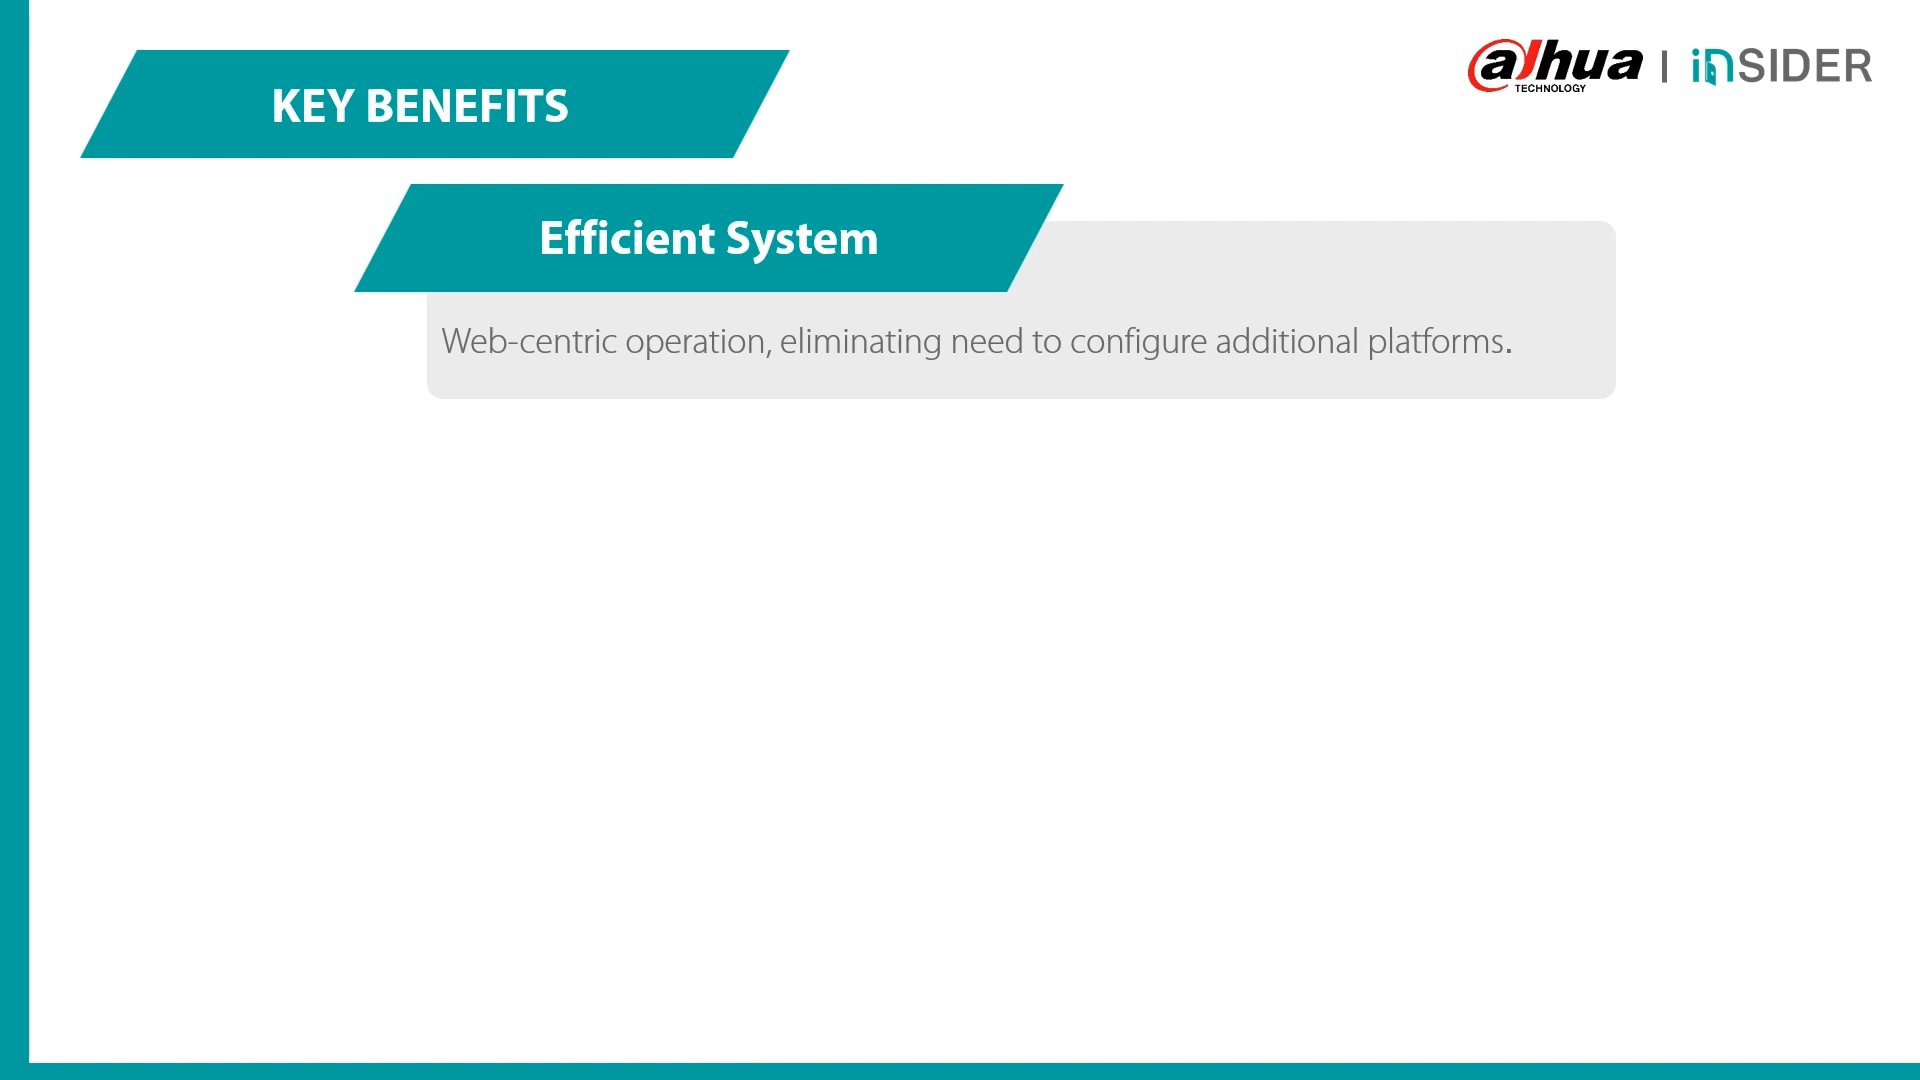 alhua | inSIDER
TECHNOLOGY
KEY BENEFITS
Efficient System
Web-centric operation, eliminating need to configure additional platforms.